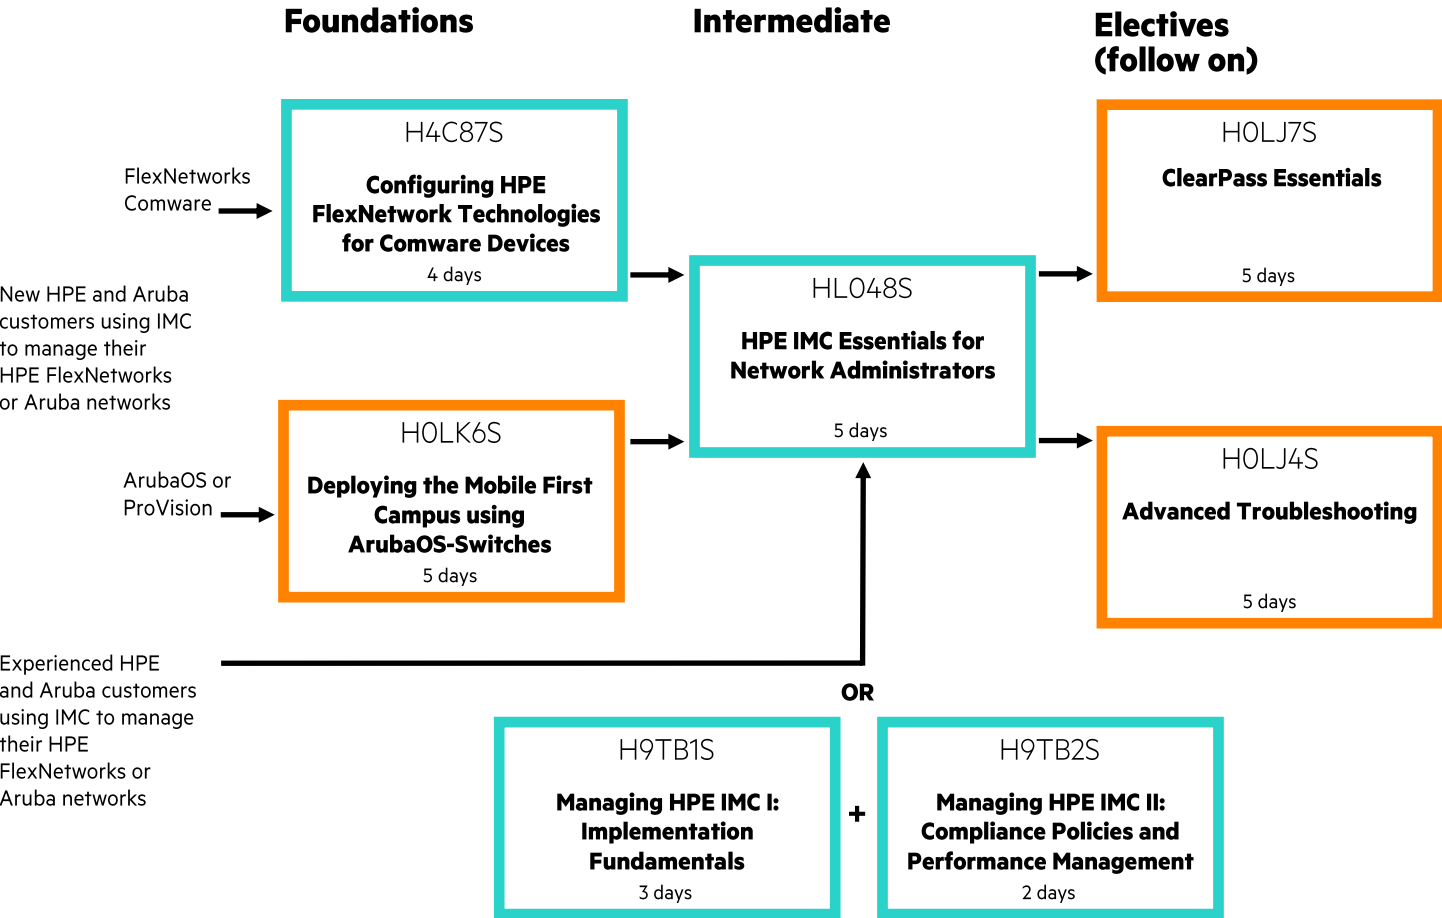 Foundations
Intermediate
Electives
(follow on)
FlexNetworks
Comware
H4C87S
Configuring HPE
FlexNetwork Technologies
for Comware Devices
4 days
H0LJ7S
ClearPass Essentials
5 days
New HPE and Aruba
customers using IMC
to manage their
HPE FlexNetworks
or Aruba networks
HL048S
HPE IMC Essentials for
Network Administrators
5 days
ArubaOS or
ProVision
H0LK6S
Deploying the Mobile First
Campus using
ArubaOS-Switches
5 days
H0LJ4S
Advanced Troubleshooting
5 days
Experienced HPE
and Aruba customers
using IMC to manage
their HPE
FlexNetworks or
Aruba networks
OR
H9TB1S
Managing HPE IMC I:
Implementation
Fundamentals
3 days
+
H9TB2S
Managing HPE IMC II:
Compliance Policies and
Performance Management
2 days